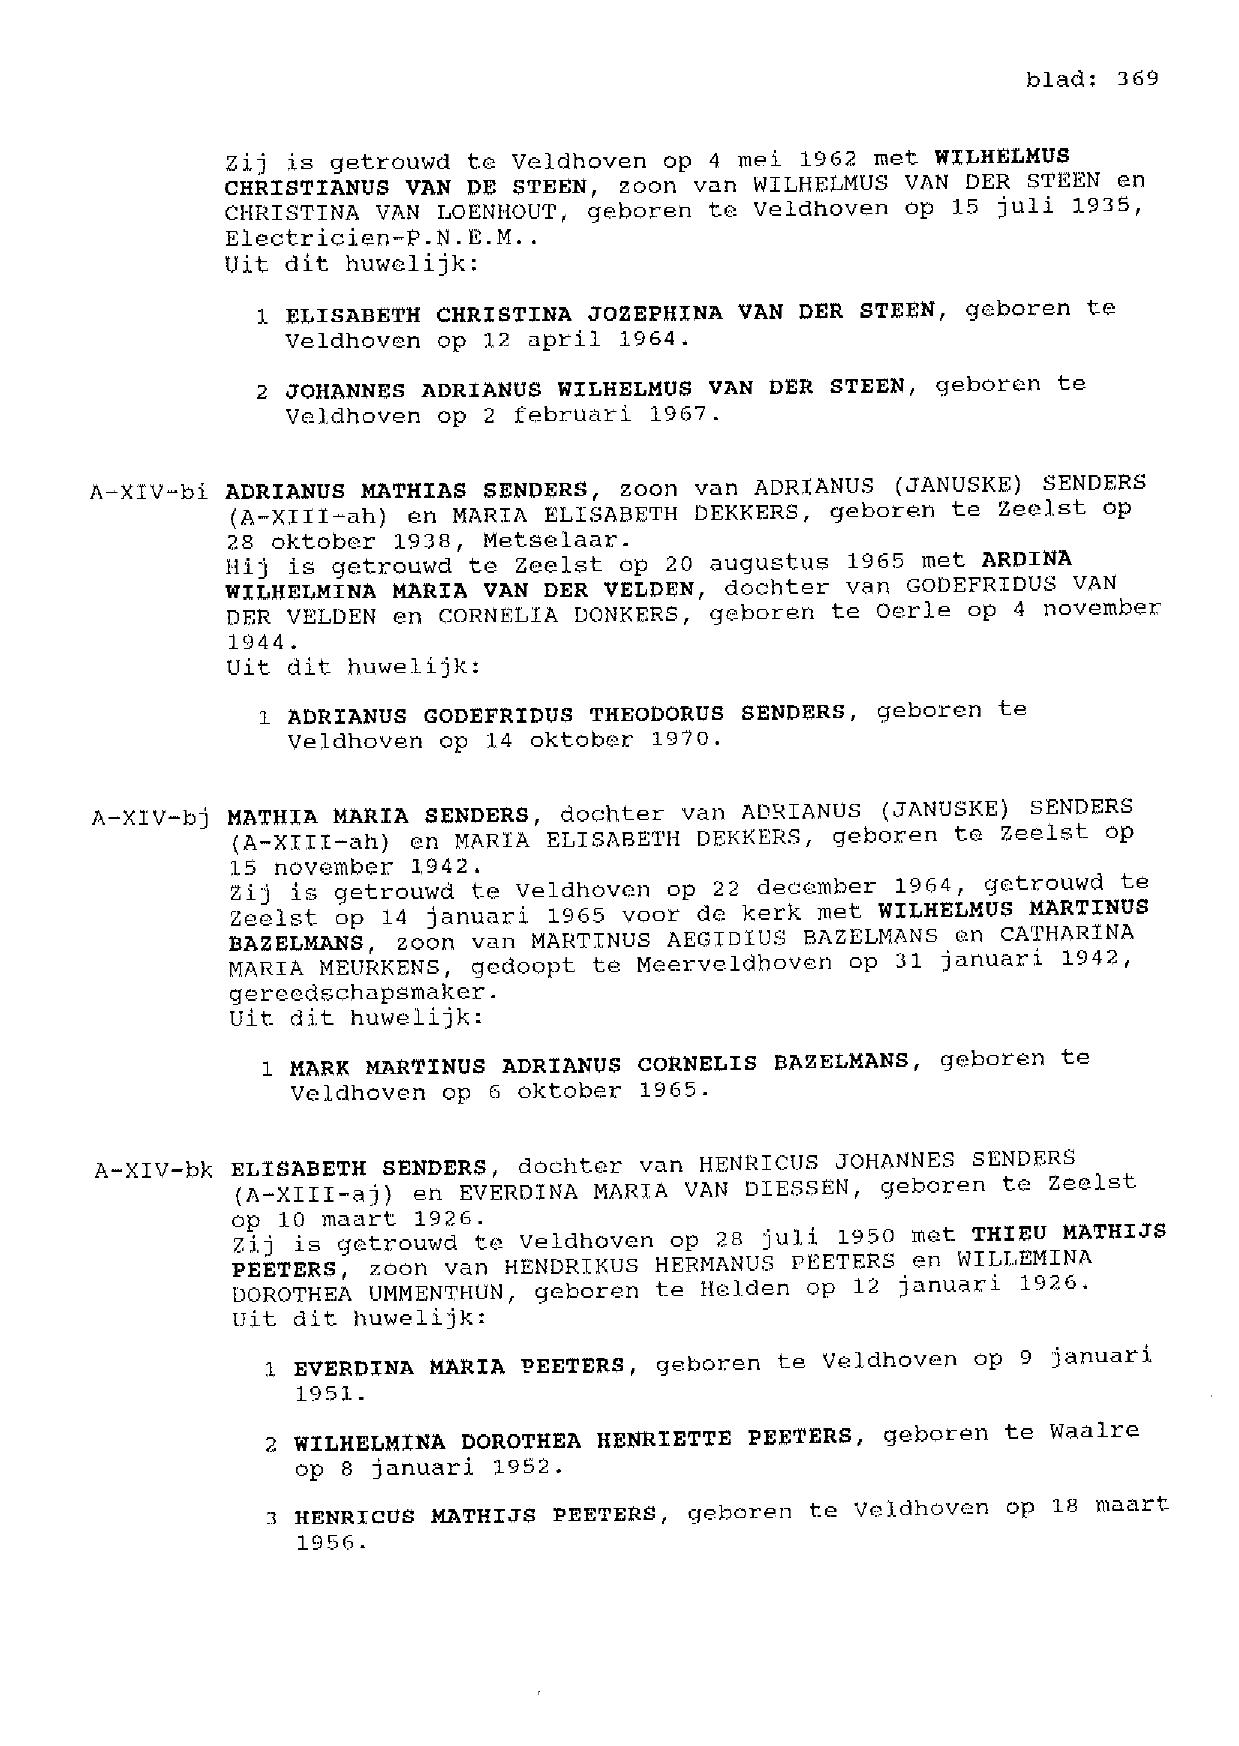 blad: 369
Zij is getrouwd te Veldhoven op 4 mei 1962 met WILHELMUS
CHRISTIANUS VAN DE STEEN, zoon van WILHELMUS VAN DER STEEN en
CHRISTINA VAN LOENHOUT, geboren te Veldhoven op 15 juli 1935,
Electricien-P.N.E.M..
Uit dit huwelijk:
1 ELISABETH CHRISTINA JOZEPHINA VAN DER STEEN, geboren te
Veldhoven op 12 april 1964.
2 JOHANNES ADRIANUS WILHELMUS VAN DER STEEN, geboren te
Veldhoven op 2 februari 1967.
A-XIV-bi ADRIANUS MATHIAS SENDERS, zoon van ADRIANUS (JANUSKE) SENDERS
(A-XIII-ah) en MARIA ELISABETH DEKKERS, geboren te Zeelst op
28 oktober 1938, Metselaar.
Hij is getrouwd te Zeelst op 20 augustus 1965 met ARDINA
WILHELMINA MARIA VAN DER VELDEN, dochter van GODEFRIDUS VAN
DER VELDEN en CORNELIA DONKERS, geboren te Oerle op 4 november
1944.
Uit dit huwelijk:
1 ADRIANUS GODEFRIDUS THEODORUS SENDERS, geboren te
Veldhoven op 14 oktober 1970.
A-XIV-bj MATHIA MARIA SENDERS, dochter van ADRIANUS (JANUSKE) SENDERS
(A-XIII-ah) en MARIA ELISABETH DEKKERS, geboren te Zeelst op
15 november 1942.
Zij is getrouwd te Veldhoven op 22 december 1964, getrouwd te
Zeelst op 14 januari 1965 voor de kerk met WILHELMUS MARTINUS
BAZELMANS, zoon van MARTINUS AEGIDIUS BAZELMANS en CATHARINA
MARIA MEURKENS, gedoopt te Meerveldhoven op 31 januari 1942,
gereedschapsmaker.
Uit dit huwelijk:
1 MARK MARTINUS ADRIANUS CORNELIS BAZELMANS, geboren te
Veldhoven op 6 oktober 1965.
A-XIV-bk ELISABETH SENDERS, dochter van HENRICUS JOHANNES SENDERS
(A-XIII-aj) en EVERDINA MARIA VAN DIESSEN, geboren te Zeelst
op 10 maart 1926.
Zij is getrouwd te Veldhoven op 28 juli 1950 met THIEU MATHIJS
PEETERS, zoon van HENDRIKUS HERMANUS PEETERS en WILLEMINA
DOROTHEA UMMENTHUN, geboren te Helden op 12 januari 1926.
Uit dit huwelijk:
1 EVERDINA MARIA PEETERS, geboren te Veldhoven op 9 januari
1951.
2 WILHELMINA DOROTHEA HENRIETTE PEETERS, geboren te Waalre
op 8 januari 1952.
3 HENRICUS MATHIJS PEETERS, geboren te Veldhoven op 18 maart
1956.